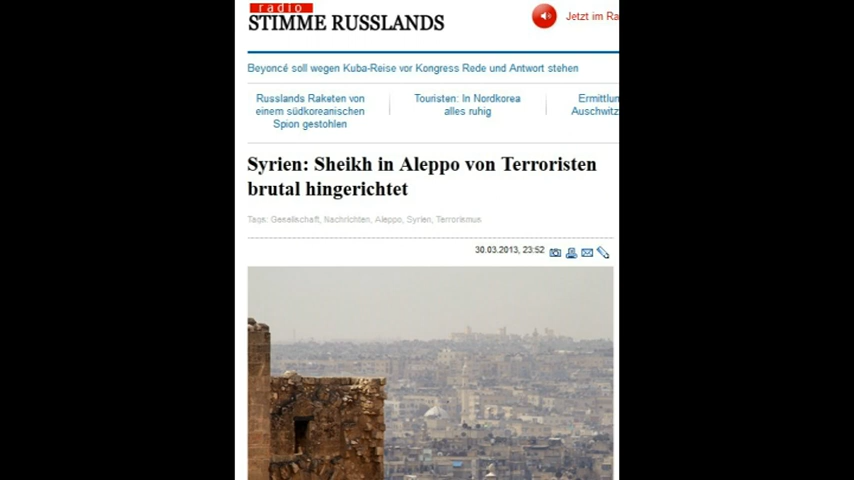 radio
STIMME RUSSLANDS
Jetzt im Ra
Beyoncé soll wegen Kuba-Reise vor Kongress Rede und Antwort stehen
Russlands Raketen von
einem südkoreanischen
Spion gestohlen
Touristen: In Nordkorea
alles ruhig
Ermittlun
Auschwitz
Syrien: Sheikh in Aleppo von Terroristen
brutal hingerichtet
Tags: Gesellschaft, Nachrichten, Aleppo, Syrien, Terrorismus
30.03.2013, 23:52